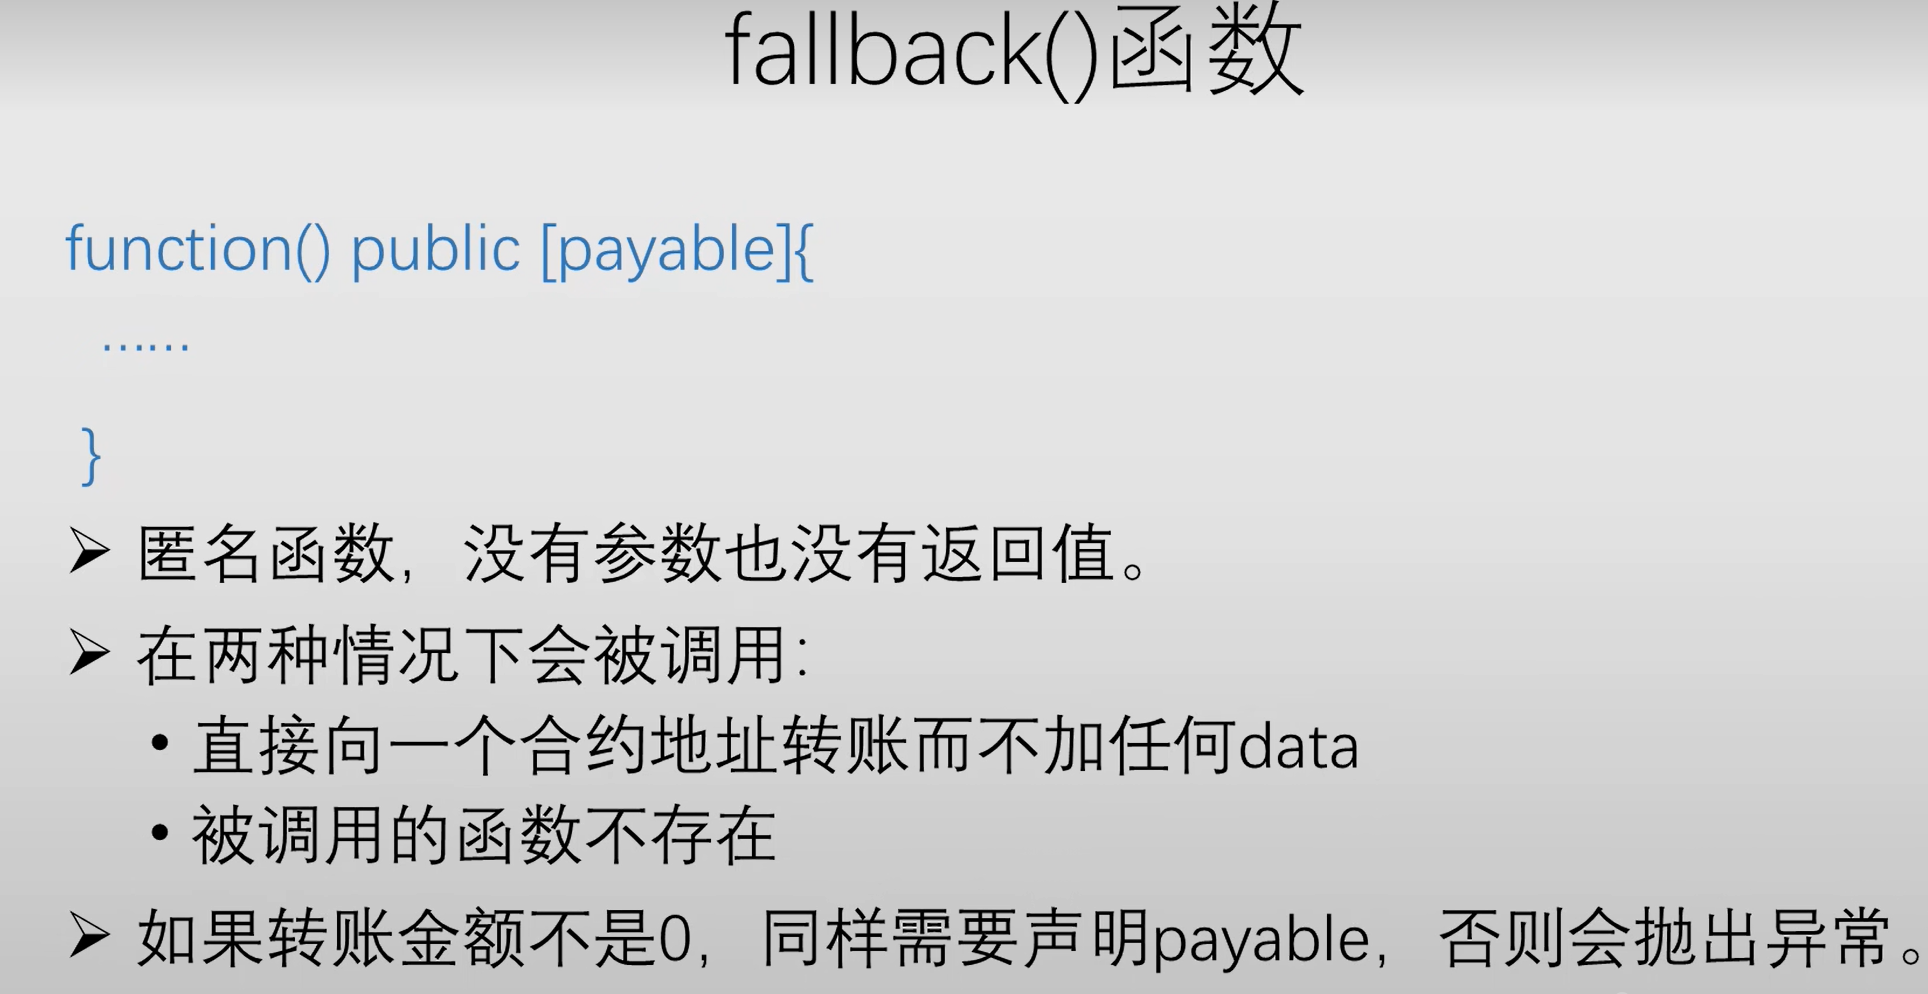 fallback()函数
function() public [payable]{
……
}
➢ 匿名函数，没有参数也没有返回值。
➢ 在两种情况下会被调用：
• 直接向一个合约地址转账而不加任何data
• 被调用的函数不存在
➢ 如果转账金额不是0，同样需要声明payable，否则会抛出异常。